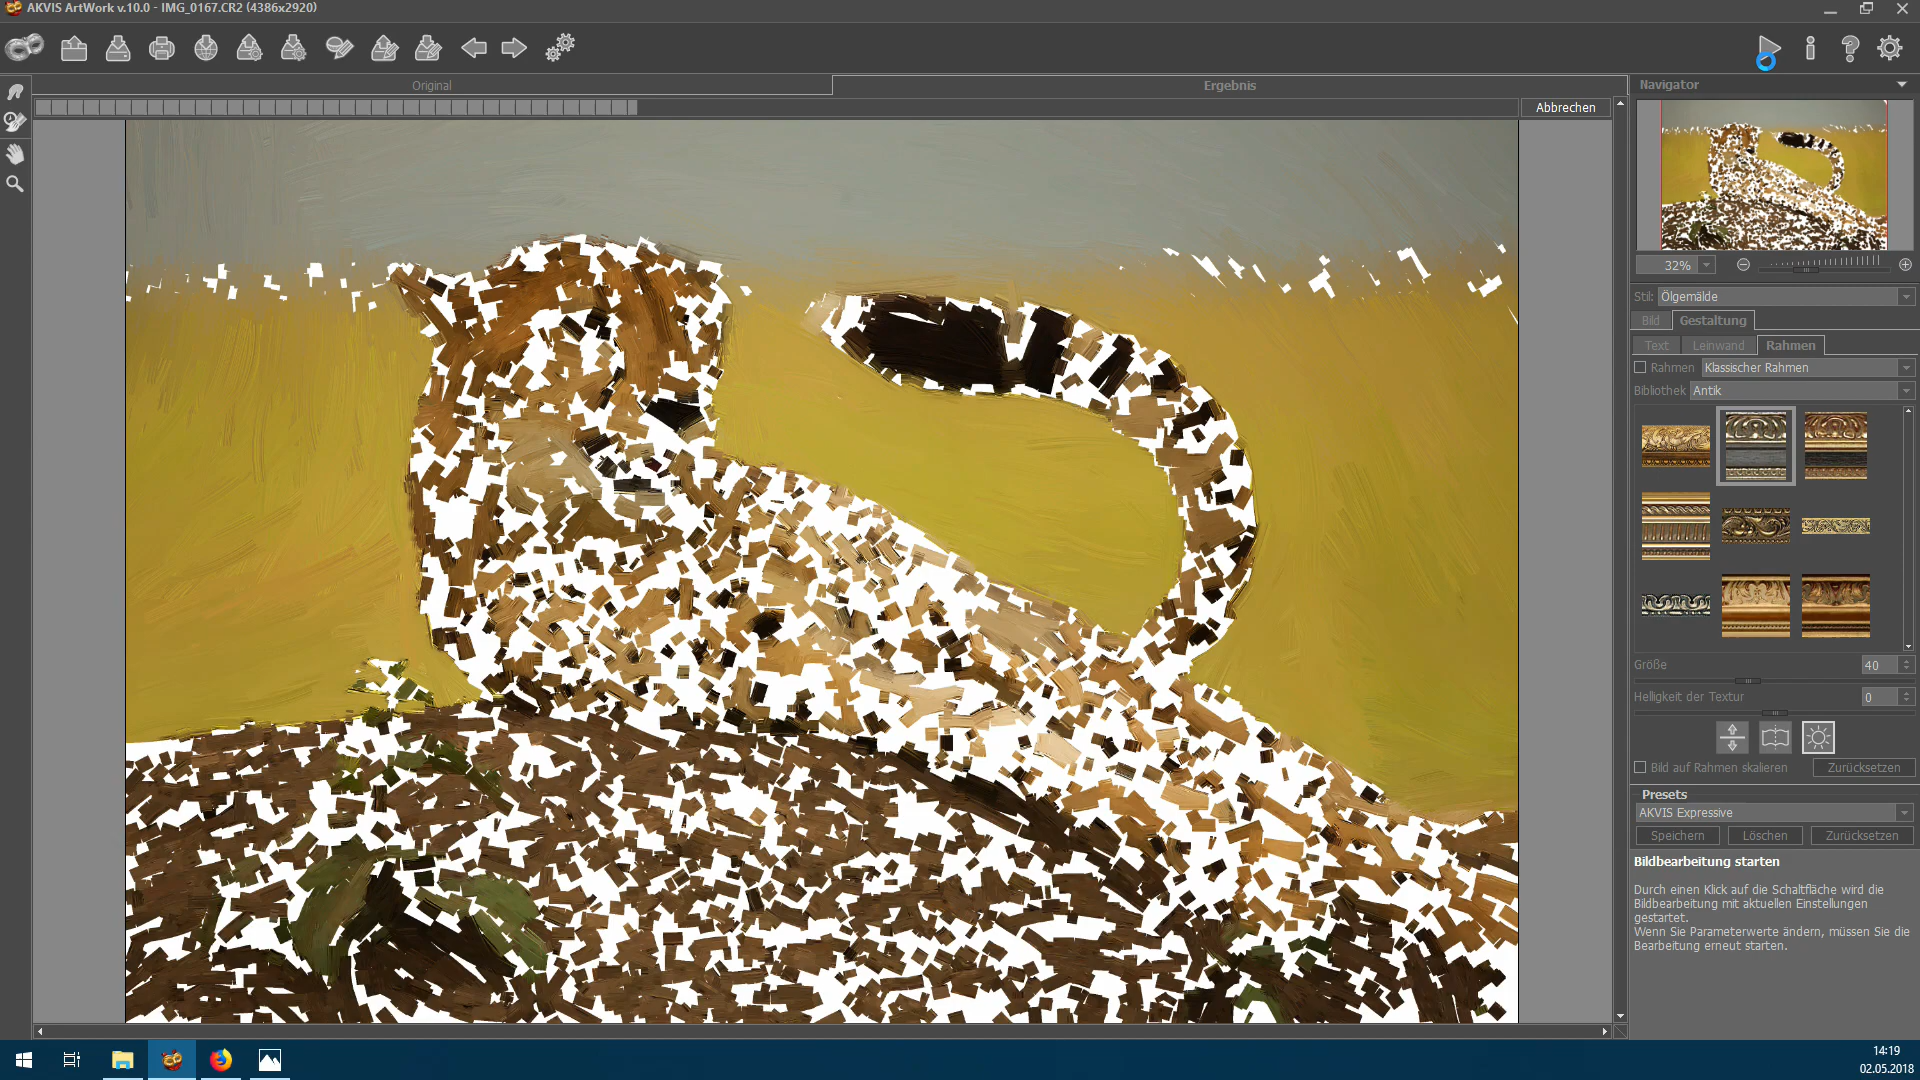 AKVIS ArtWork v.10.0 - IMG_0167.CR2 (4386x2920)
Original
Ergebnis
Abbrechen
Navigator
32%
Stil: Ölgemälde
Bild
Gestaltung
Text
Leinwand
Rahmen
Rahmen
Klassischer Rahmen
Bibliothek
Antik
Größe
40
Helligkeit der Textur
0
Bild auf Rahmen skalieren
Zurücksetzen
Presets
AKVIS Expressive
Speichern
Löschen
Zurücksetzen
Bildbearbeitung starten
Durch einen Klick auf die Schaltfläche wird die
Bildbearbeitung mit aktuellen Einstellungen
gestartet.
Wenn Sie Parameterwerte ändern, müssen Sie die
Bearbeitung erneut starten.
14:19
02.05.2018